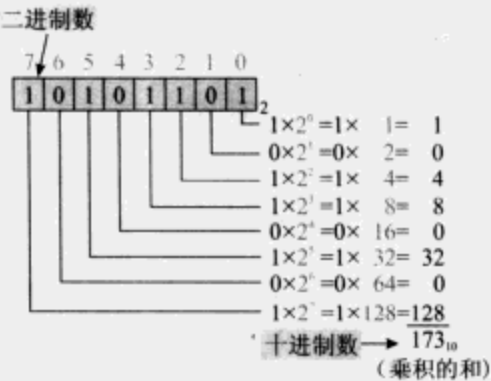 二进制数
7 6 5 4 3 2 1 0
1 0 1 0 1 1 0 1 2
1×2⁰=1× 1= 1
0×2¹=0× 2= 0
1×2²=1× 4= 4
1×2³=1× 8= 8
0×2⁴=0× 16= 0
1×2⁵=1× 32= 32
0×2⁶=0× 64= 0
1×2⁷=1×128=128
十进制数 173₁₀
(乘积的和)